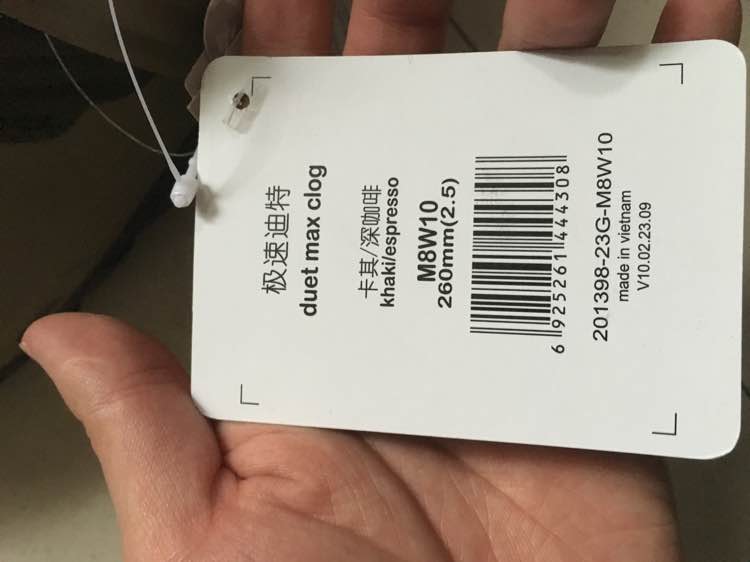 极速迪特
duet max clog
卡其/深咖啡
khaki/espresso
M8W10
260mm(2.5)
6 925261 444308
201398-23G-M8W10
made in vietnam
V10.02.23.09